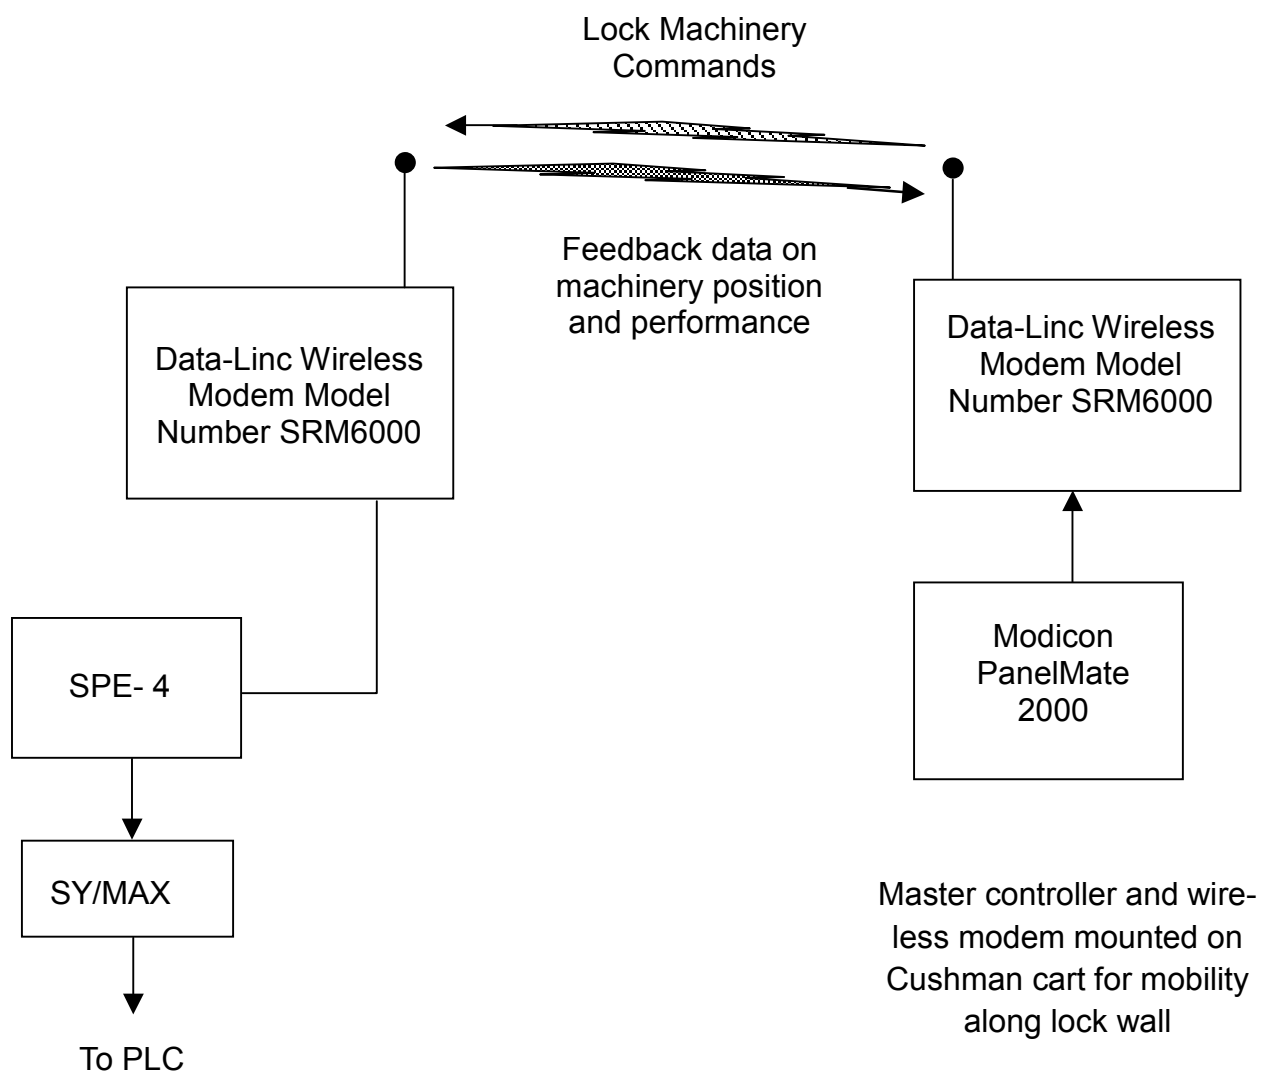 Lock Machinery
Commands
Feedback data on
machinery position
and performance
Data-Linc Wireless
Modem Model
Number SRM6000
Data-Linc Wireless
Modem Model
Number SRM6000
SPE- 4
Modicon
PanelMate
2000
SY/MAX
To PLC
Master controller and wire-
less modem mounted on
Cushman cart for mobility
along lock wall